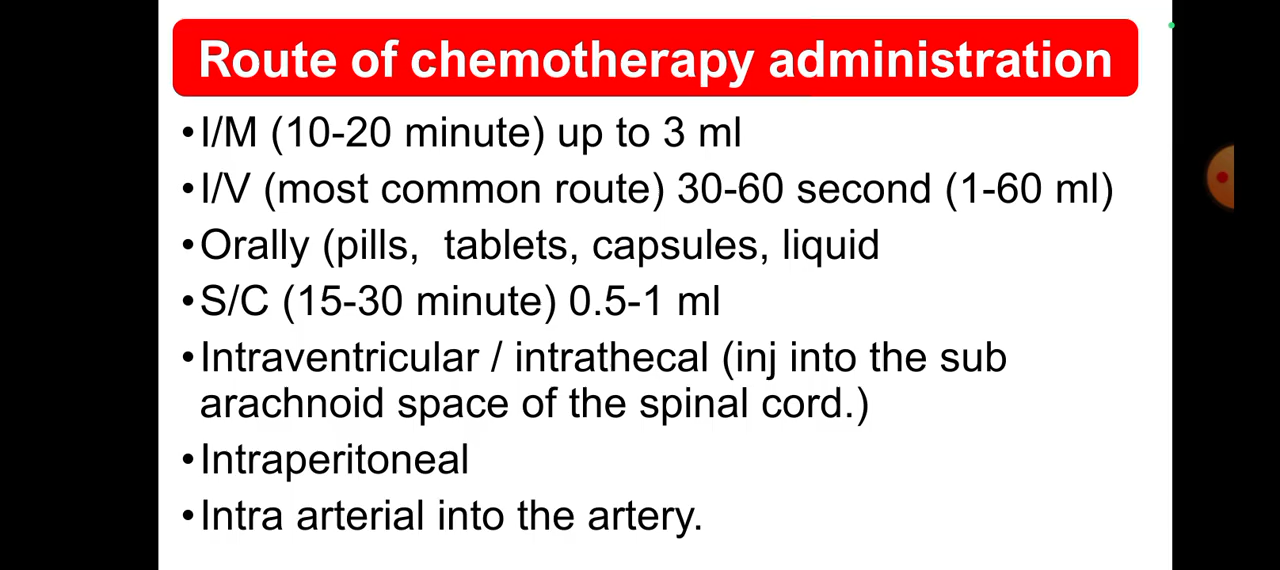 Route of chemotherapy administration
•I/M (10-20 minute) up to 3 ml
•I/V (most common route) 30-60 second (1-60 ml)
•Orally (pills,  tablets, capsules, liquid
•S/C (15-30 minute) 0.5-1 ml
•Intraventricular / intrathecal (inj into the sub
arachnoid space of the spinal cord.)
•Intraperitoneal
•Intra arterial into the artery.